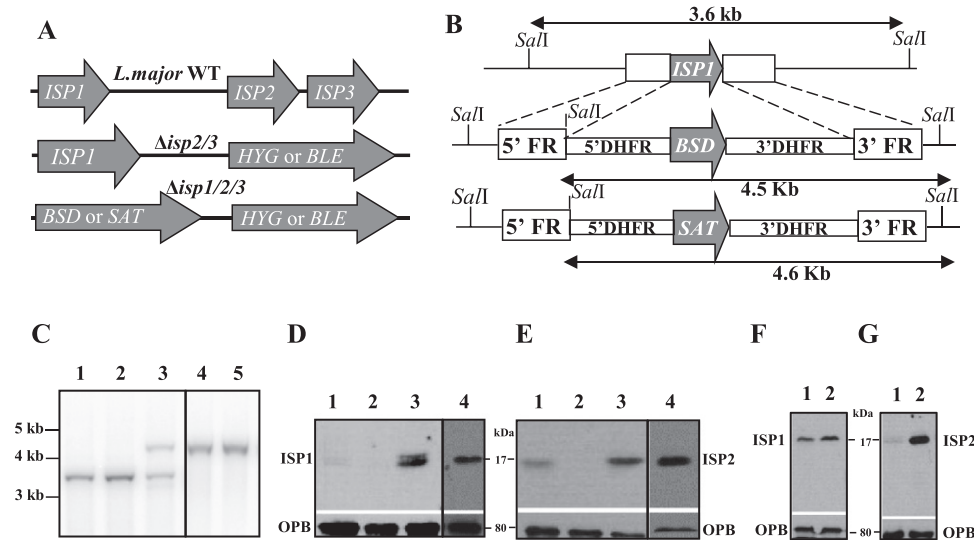 A
L.major WT
ISP1 ISP2 ISP3
Δisp2/3
ISP1 HYG or BLE
Δisp1/2/3
BSD or SAT HYG or BLE
B
3.6 kb
SalI SalI
ISP1
SalI SalI SalI
5' FR 5'DHFR BSD 3'DHFR 3' FR
4.5 Kb
SalI SalI SalI
5' FR 5'DHFR SAT 3'DHFR 3' FR
4.6 Kb
C
1 2 3 4 5
5 kb
4 kb
3 kb
D
1 2 3 4
ISP1
OPB
kDa
17
80
E
1 2 3 4
ISP2
OPB
F
1 2
ISP1
OPB
kDa
17
80
G
1 2
ISP2
OPB